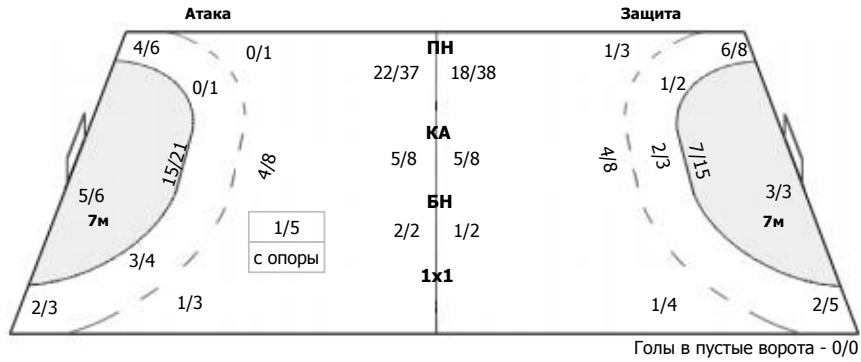 Атака Защита
4/6 0/1 ПН 1/3 6/8
22/37 18/38
0/1 1/2
КА
15/21 4/8 5/8 5/8 4/8 2/3 7/15
5/6 3/3
7м БН 7м
1/5 2/2 1/2
с опоры
3/4
1x1
2/3 1/3 1/4 2/5
Голы в пустые ворота - 0/0